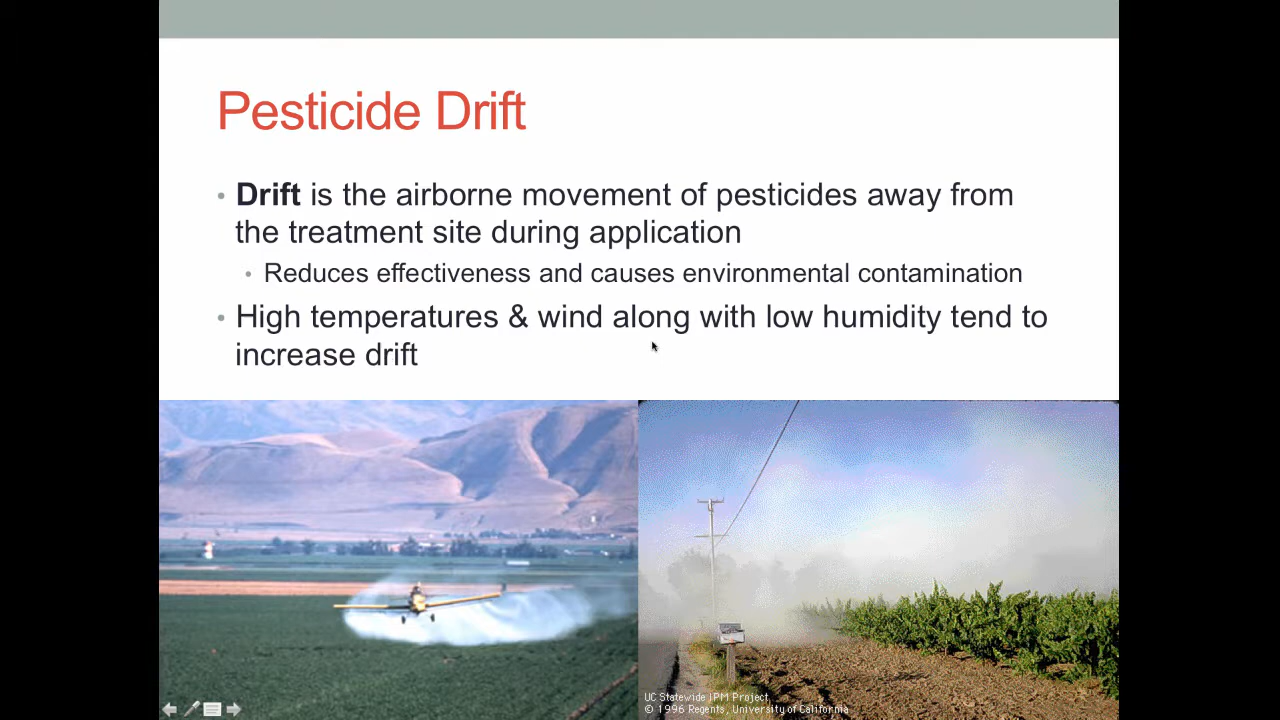 Pesticide Drift
• Drift is the airborne movement of pesticides away from
the treatment site during application
• Reduces effectiveness and causes environmental contamination
• High temperatures & wind along with low humidity tend to
increase drift
UC Statewide IPM Project
© 1996 Regents, University of California